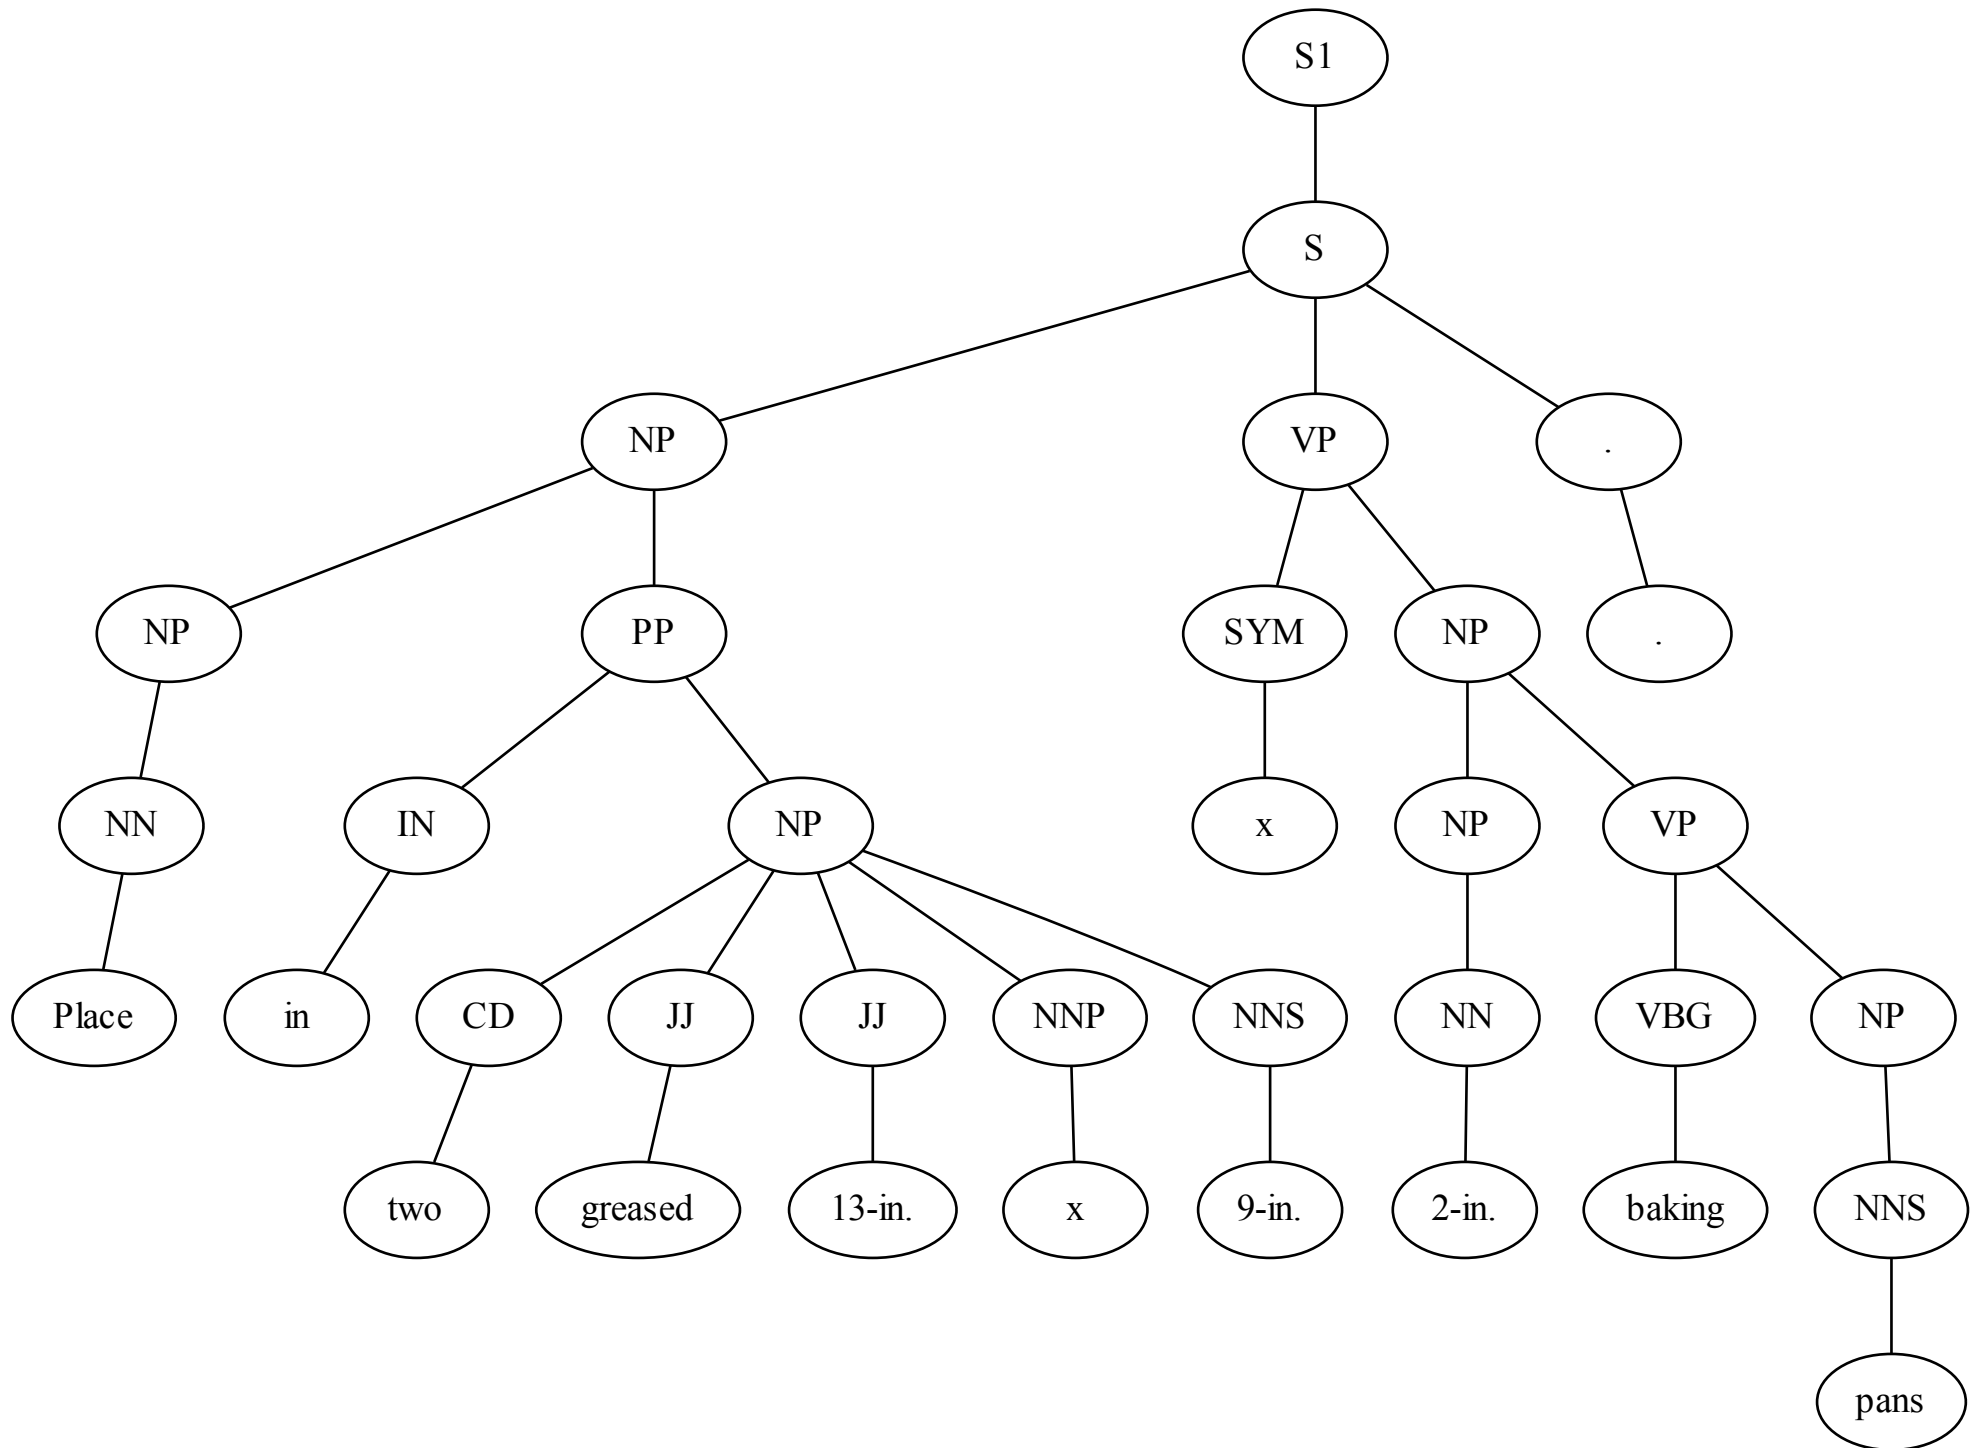 S1
S
NP VP .
NP PP SYM NP .
NN IN NP x NP VP
Place in CD JJ JJ NNP NNS NN VBG NP
two greased 13-in. x 9-in. 2-in. baking NNS
pans